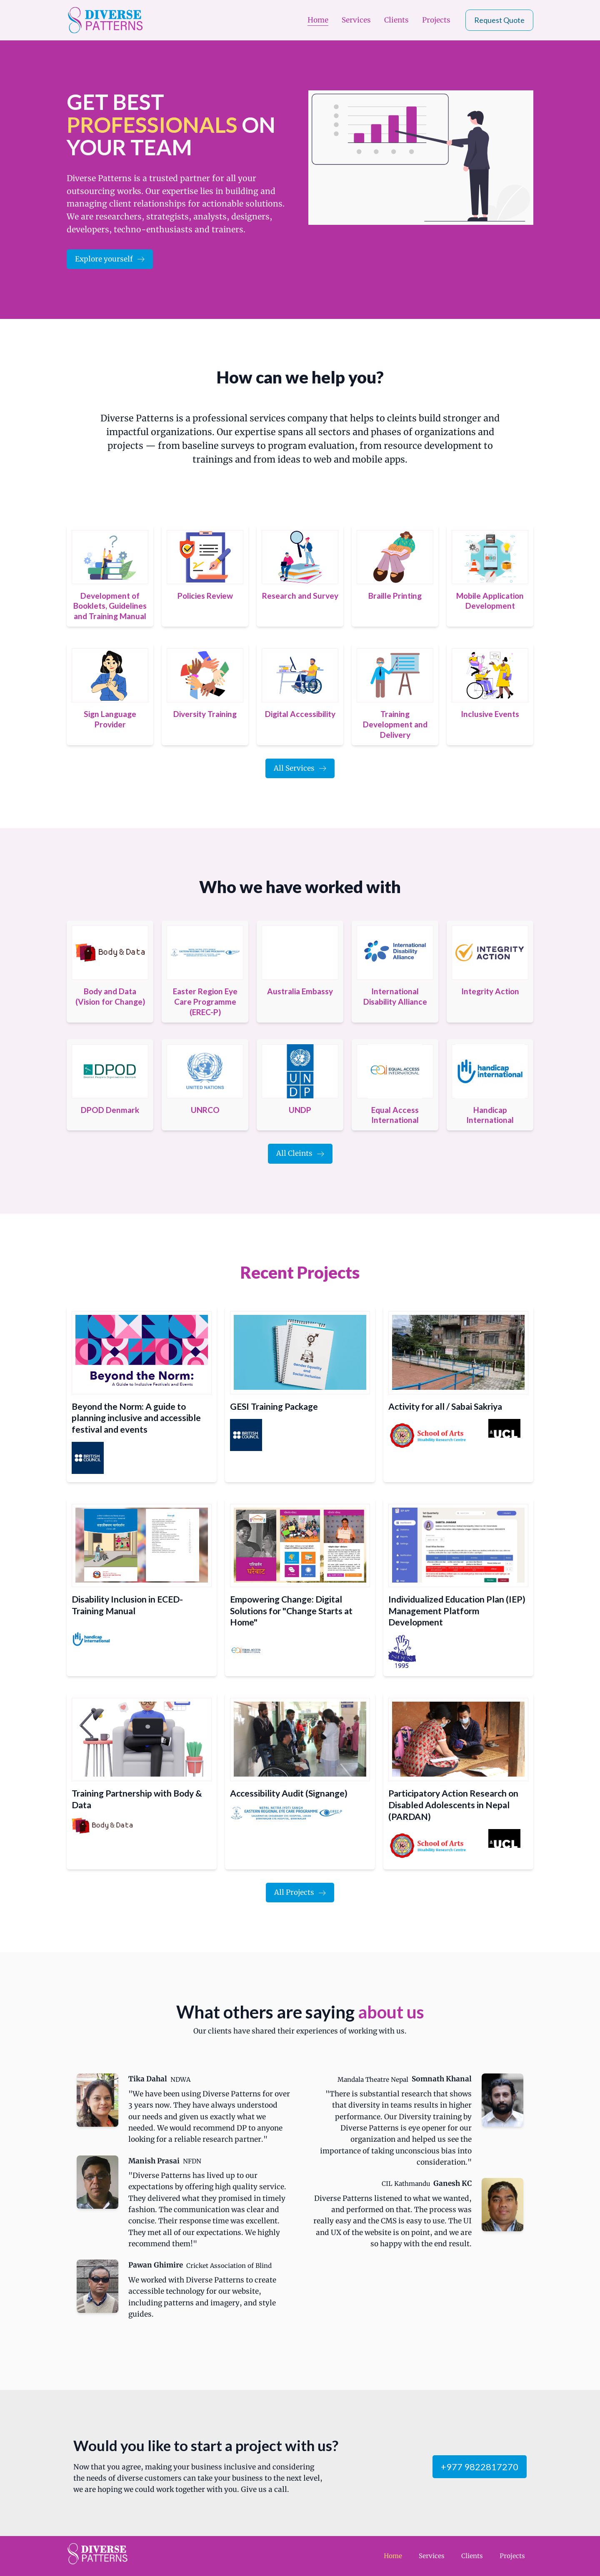 DIVERSE
PATTERNS
Home
Services
Clients
Projects
Request Quote
GET BEST
PROFESSIONALS ON
YOUR TEAM
Diverse Patterns is a trusted partner for all your
outsourcing works. Our expertise lies in building and
managing client relationships for actionable solutions.
We are researchers, strategists, analysts, designers,
developers, techno-enthusiasts and trainers.
Explore yourself
How can we help you?
Diverse Patterns is a professional services company that helps to cleints build stronger and
impactful organizations. Our expertise spans all sectors and phases of organizations and
projects — from baseline surveys to program evaluation, from resource development to
trainings and from ideas to web and mobile apps.
Development of
Booklets, Guidelines
and Training Manual
Policies Review
Research and Survey
Braille Printing
Mobile Application
Development
Sign Language
Provider
Diversity Training
Digital Accessibility
Training
Development and
Delivery
Inclusive Events
All Services
Who we have worked with
Body & Data
International
Disability
Alliance
INTEGRITY
ACTION
Body and Data
(Vision for Change)
Easter Region Eye
Care Programme
(EREC-P)
Australia Embassy
International
Disability Alliance
Integrity Action
DPOD
UNITED NATIONS
U N
D P
EQUAL ACCESS
INTERNATIONAL
handicap
international
DPOD Denmark
UNRCO
UNDP
Equal Access
International
Handicap
International
All Cleints
Recent Projects
Beyond the Norm:
A Guide to Inclusive Festivals and Events
Gender Equality
and
Social Inclusion
Beyond the Norm: A guide to
planning inclusive and accessible
festival and events
BRITISH
COUNCIL
GESI Training Package
BRITISH
COUNCIL
Activity for all / Sabai Sakriya
School of Arts
Disability Research Centre
UCL
Disability Inclusion in ECED-
Training Manual
handicap
international
Empowering Change: Digital
Solutions for "Change Starts at
Home"
Individualized Education Plan (IEP)
Management Platform
Development
1995
Training Partnership with Body &
Data
Body & Data
Accessibility Audit (Signange)
EASTERN REGIONAL EYE CARE PROGRAMME
Participatory Action Research on
Disabled Adolescents in Nepal
(PARDAN)
School of Arts
Disability Research Centre
UCL
All Projects
What others are saying about us
Our clients have shared their experiences of working with us.
Tika Dahal NDWA
"We have been using Diverse Patterns for over
3 years now. They have always understood
our needs and given us exactly what we
needed. We would recommend DP to anyone
looking for a reliable research partner."
Manish Prasai NFDN
"Diverse Patterns has lived up to our
expectations by offering high quality service.
They delivered what they promised in timely
fashion. The communication was clear and
concise. Their response time was excellent.
They met all of our expectations. We highly
recommend them!"
Pawan Ghimire Cricket Association of Blind
We worked with Diverse Patterns to create
accessible technology for our website,
including patterns and imagery, and style
guides.
Mandala Theatre Nepal Somnath Khanal
"There is substantial research that shows
that diversity in teams results in higher
performance. Our Diversity training by
Diverse Patterns is eye opener for our
organization and helped us see the
importance of taking unconscious bias into
consideration."
CIL Kathmandu Ganesh KC
Diverse Patterns listened to what we wanted,
and performed on that. The process was
really easy and the CMS is easy to use. The UI
and UX of the website is on point, and we are
so happy with the end result.
Would you like to start a project with us?
Now that you agree, making your business inclusive and considering
the needs of diverse customers can take your business to the next level,
we are hoping we could work together with you. Give us a call.
+977 9822817270
DIVERSE
PATTERNS
Home
Services
Clients
Projects